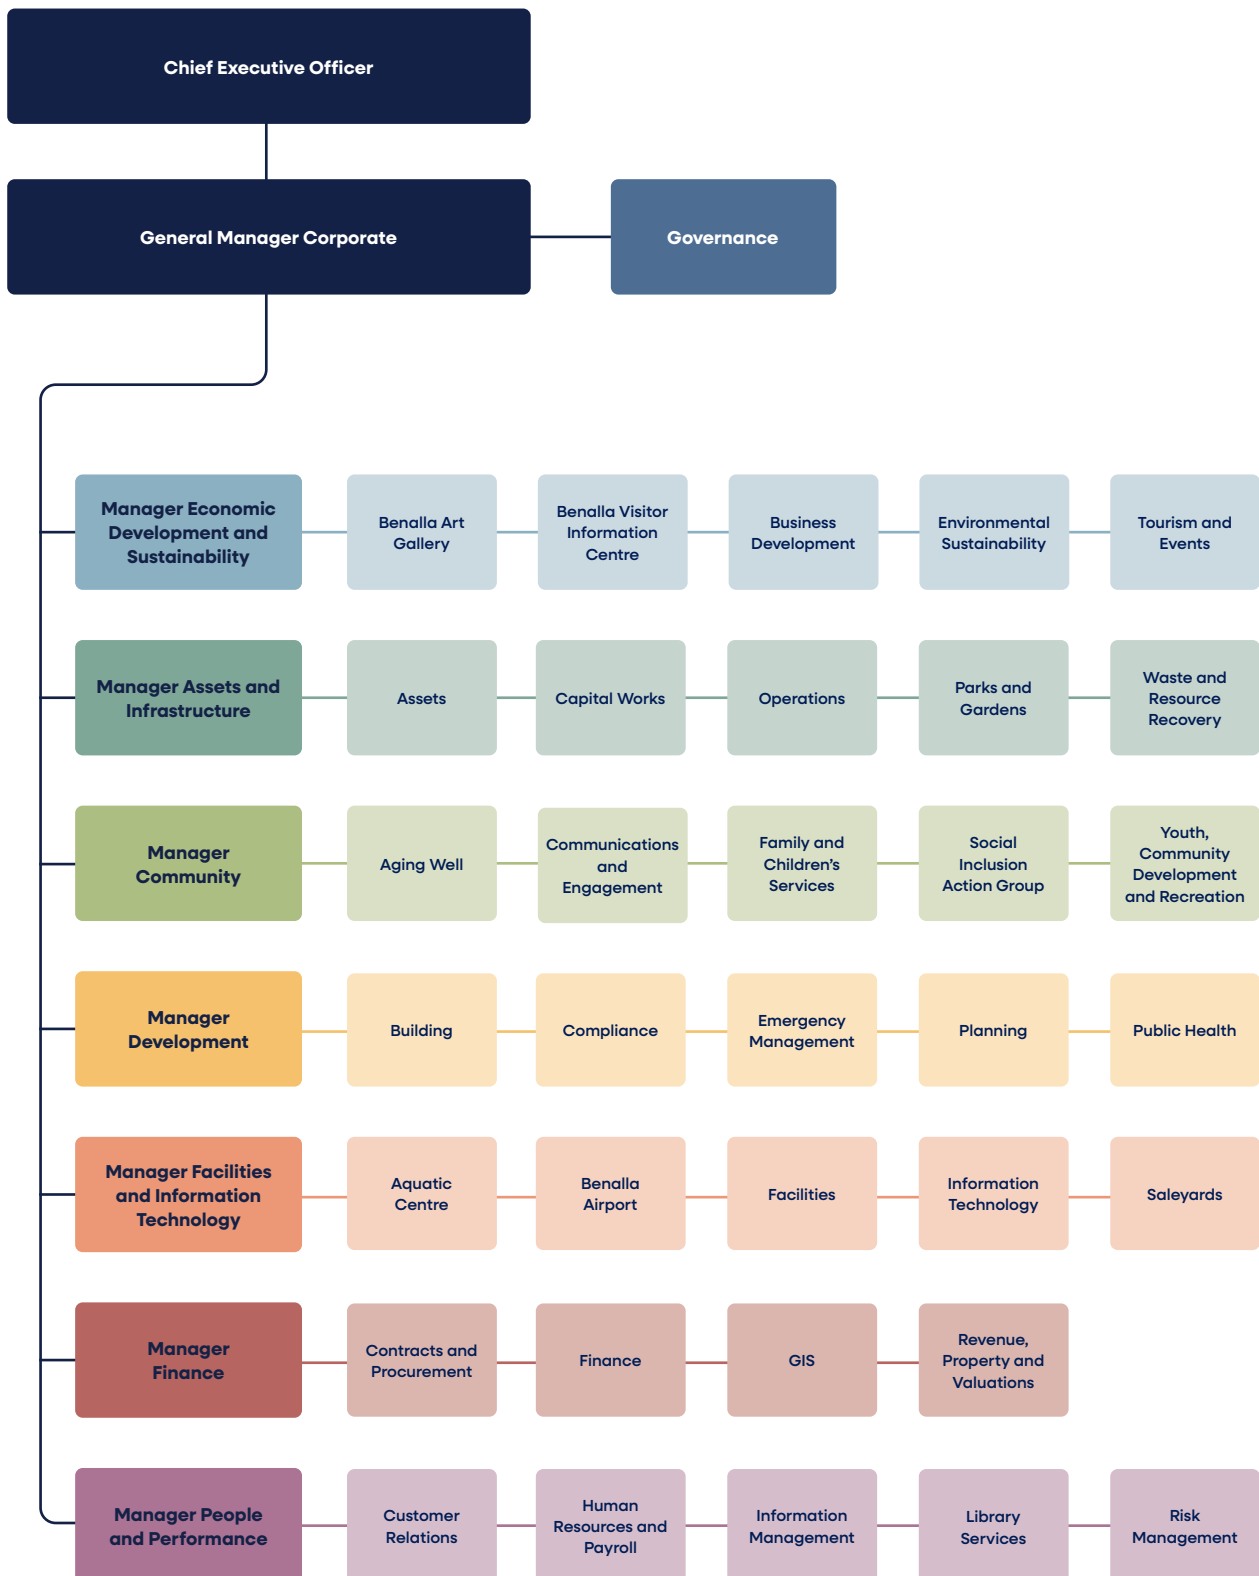 Chief Executive Officer
General Manager Corporate
Governance
Manager Economic
Development and
Sustainability
Benalla Art
Gallery
Benalla Visitor
Information
Centre
Business
Development
Environmental
Sustainability
Tourism and
Events
Manager Assets and
Infrastructure
Assets
Capital Works
Operations
Parks and
Gardens
Waste and
Resource
Recovery
Manager
Community
Aging Well
Communications
and
Engagement
Family and
Children’s
Services
Social
Inclusion
Action Group
Youth,
Community
Development
and Recreation
Manager
Development
Building
Compliance
Emergency
Management
Planning
Public Health
Manager Facilities
and Information
Technology
Aquatic
Centre
Benalla
Airport
Facilities
Information
Technology
Saleyards
Manager
Finance
Contracts and
Procurement
Finance
GIS
Revenue,
Property and
Valuations
Manager People
and Performance
Customer
Relations
Human
Resources and
Payroll
Information
Management
Library
Services
Risk
Management